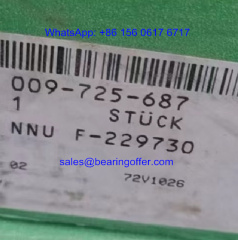 WhatsApp: +86 156 0617 6717
009-725-687
1 STÜCK
NNU F-229730
02 72V1026
sales@bearingoffer.com